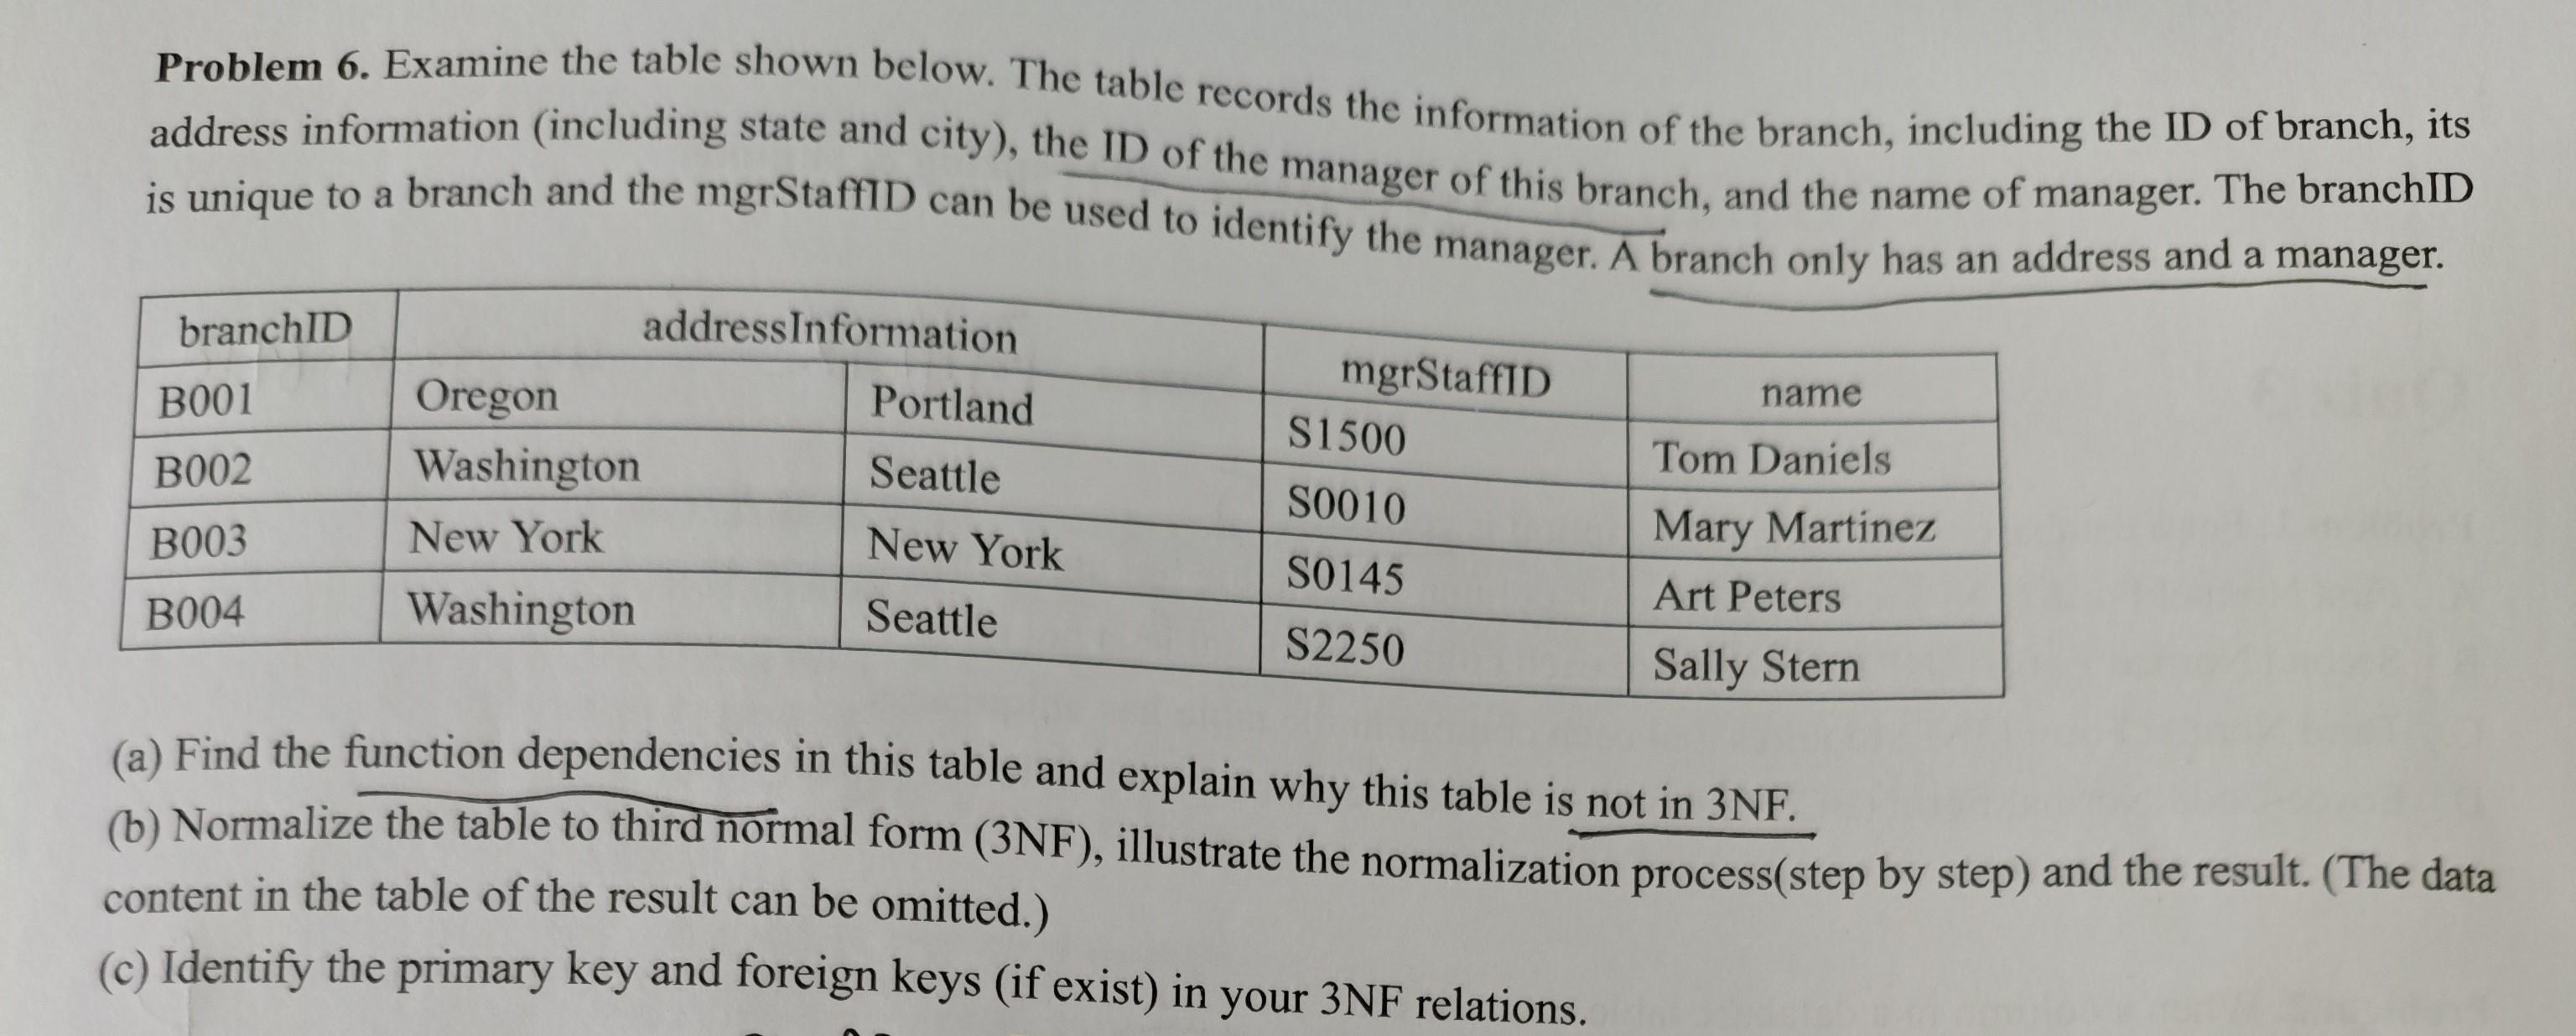 Problem 6. Examine the table shown below. The table records the information of the branch, including the ID of branch, its
address information (including state and city), the ID of the manager of this branch, and the name of manager. The branchID
is unique to a branch and the mgrStaffID can be used to identify the manager. A branch only has an address and a manager.
branchID addressInformation mgrStaffID name
B001 Oregon Portland S1500 Tom Daniels
B002 Washington Seattle S0010 Mary Martinez
B003 New York New York S0145 Art Peters
B004 Washington Seattle S2250 Sally Stern
(a) Find the function dependencies in this table and explain why this table is not in 3NF.
(b) Normalize the table to third normal form (3NF), illustrate the normalization process(step by step) and the result. (The data
content in the table of the result can be omitted.)
(c) Identify the primary key and foreign keys (if exist) in your 3NF relations.